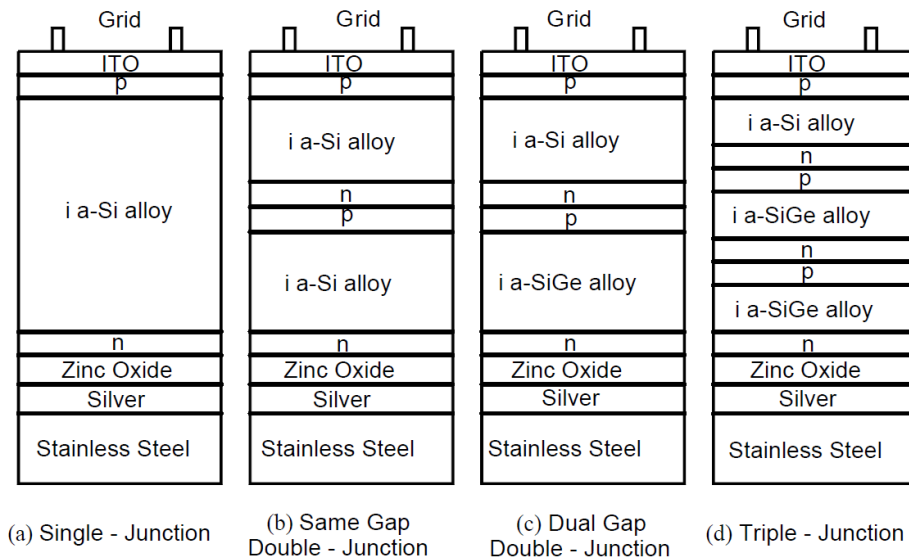 Grid
ITO
p
i a-Si alloy
n
Zinc Oxide
Silver
Stainless Steel
(a) Single - Junction
Grid
ITO
p
i a-Si alloy
n
p
i a-Si alloy
n
Zinc Oxide
Silver
Stainless Steel
(b) Same Gap
Double - Junction
Grid
ITO
p
i a-Si alloy
n
p
i a-SiGe alloy
n
Zinc Oxide
Silver
Stainless Steel
(c) Dual Gap
Double - Junction
Grid
ITO
p
i a-Si alloy
n
p
i a-SiGe alloy
n
p
i a-SiGe alloy
n
Zinc Oxide
Silver
Stainless Steel
(d) Triple - Junction